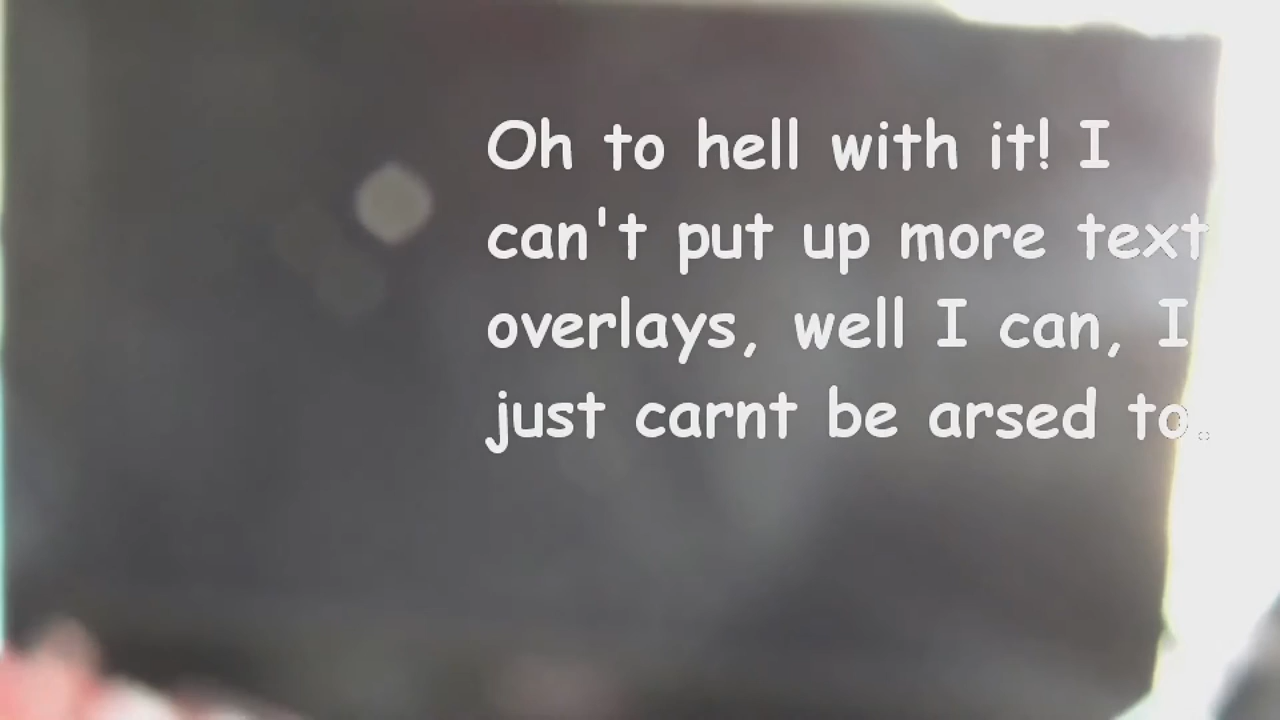 Oh to hell with it! I
can't put up more text
overlays, well I can, I
just carnt be arsed to.